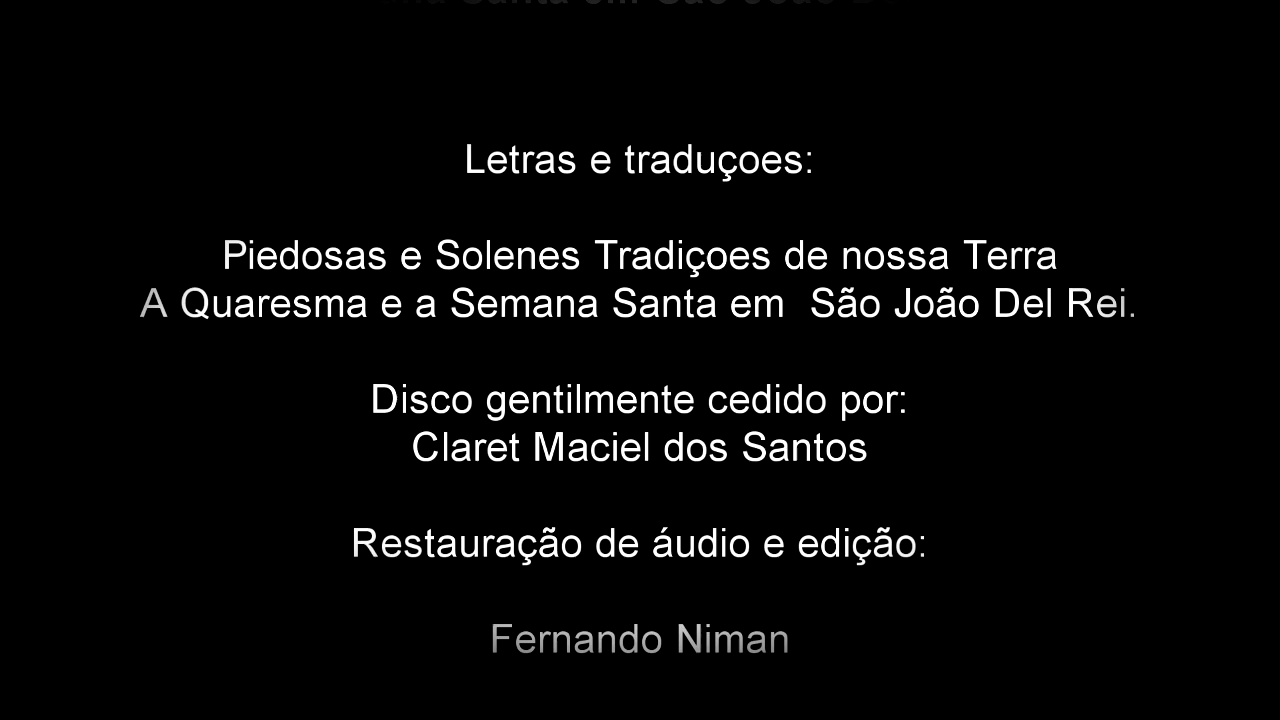 Letras e traduçoes:
Piedosas e Solenes Tradiçoes de nossa Terra
A Quaresma e a Semana Santa em  São João Del Rei.
Disco gentilmente cedido por:
Claret Maciel dos Santos
Restauração de áudio e edição:
Fernando Niman